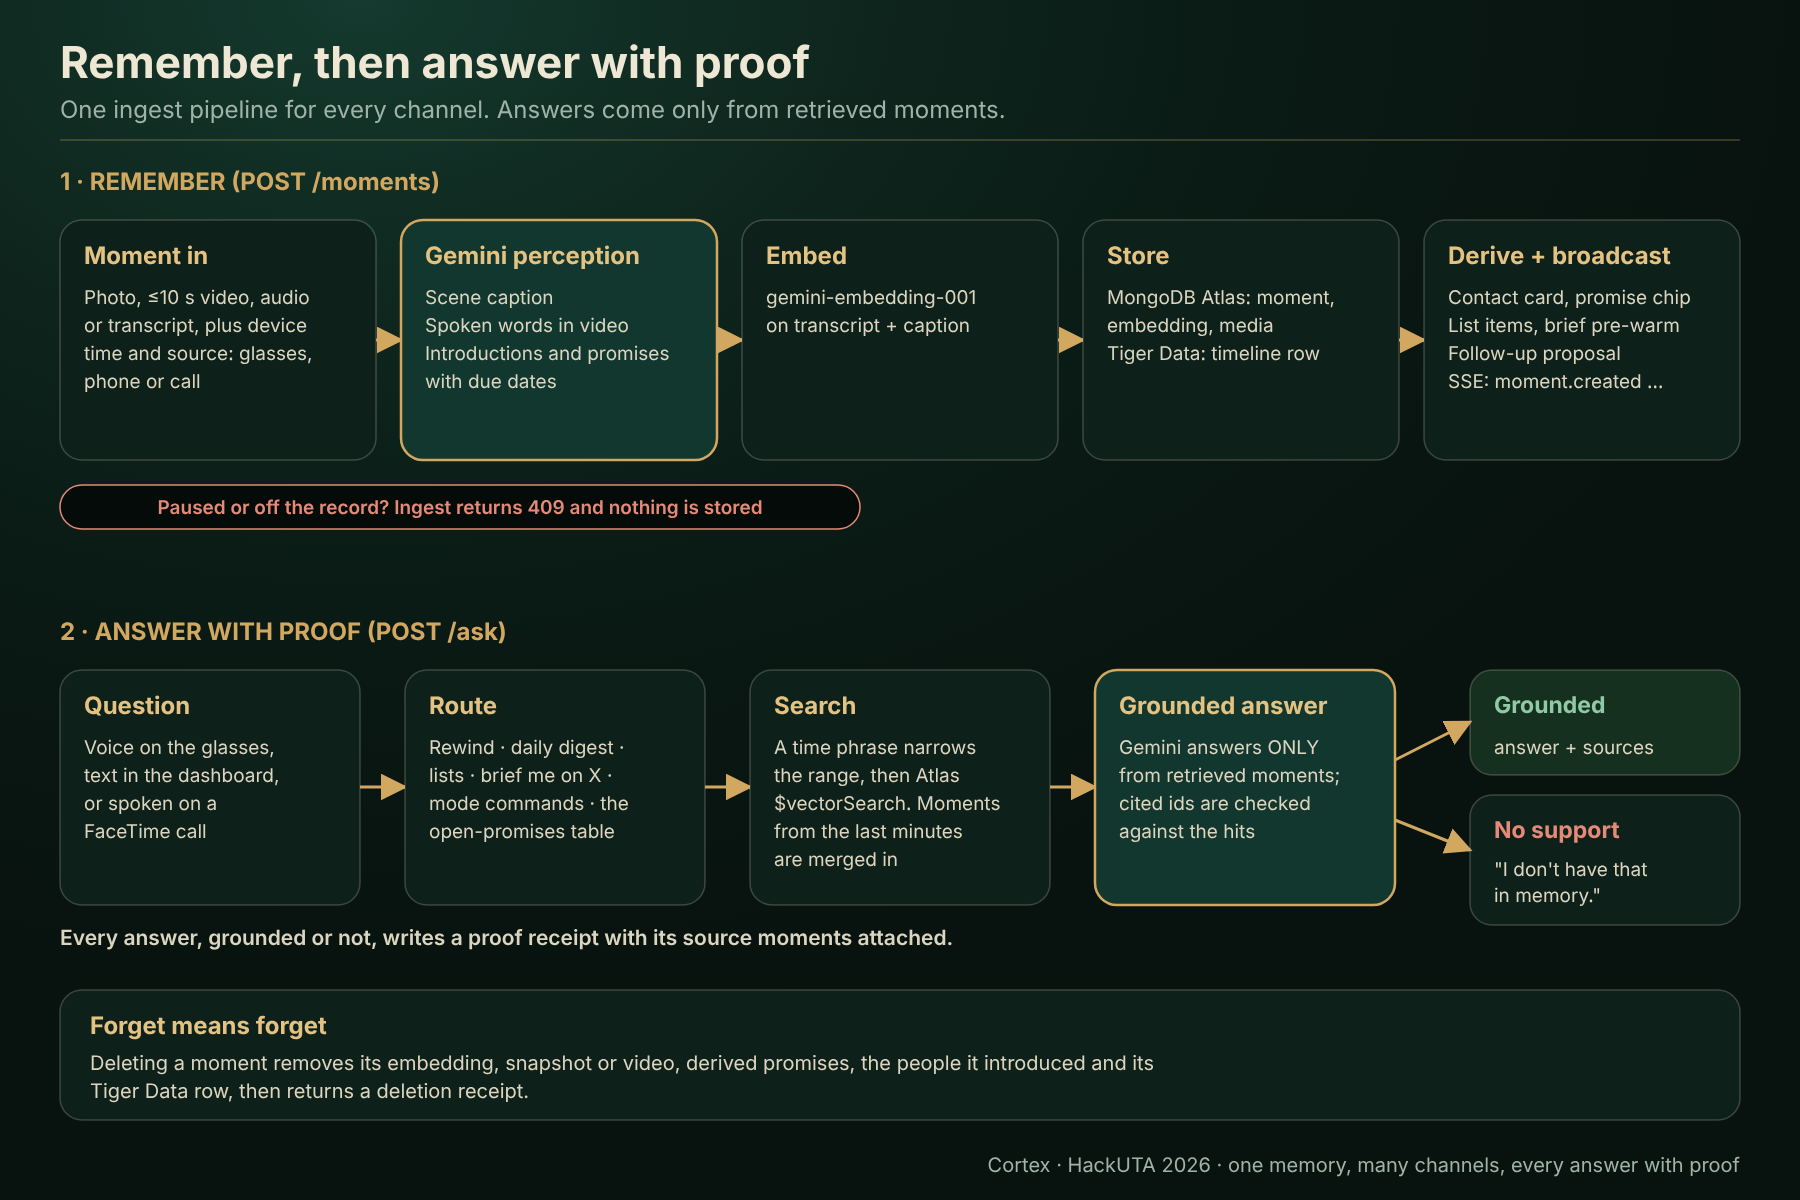 Remember, then answer with proof
One ingest pipeline for every channel. Answers come only from retrieved moments.
1 · REMEMBER (POST /moments)
Moment in
Photo, ≤10 s video, audio
or transcript, plus device
time and source: glasses,
phone or call
Gemini perception
Scene caption
Spoken words in video
Introductions and promises
with due dates
Embed
gemini-embedding-001
on transcript + caption
Store
MongoDB Atlas: moment,
embedding, media
Tiger Data: timeline row
Derive + broadcast
Contact card, promise chip
List items, brief pre-warm
Follow-up proposal
SSE: moment.created ...
Paused or off the record? Ingest returns 409 and nothing is stored
2 · ANSWER WITH PROOF (POST /ask)
Question
Voice on the glasses,
text in the dashboard,
or spoken on a
FaceTime call
Route
Rewind · daily digest ·
lists · brief me on X ·
mode commands · the
open-promises table
Search
A time phrase narrows
the range, then Atlas
$vectorSearch. Moments
from the last minutes
are merged in
Grounded answer
Gemini answers ONLY
from retrieved moments;
cited ids are checked
against the hits
Grounded
answer + sources
No support
"I don't have that
in memory."
Every answer, grounded or not, writes a proof receipt with its source moments attached.
Forget means forget
Deleting a moment removes its embedding, snapshot or video, derived promises, the people it introduced and its
Tiger Data row, then returns a deletion receipt.
Cortex · HackUTA 2026 · one memory, many channels, every answer with proof